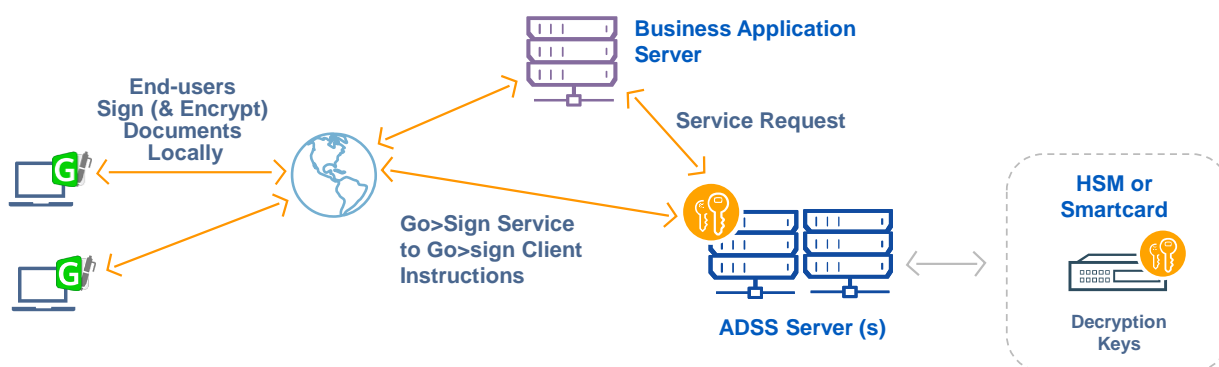 Business Application
Server
End-users
Sign (& Encrypt)
Documents
Locally
G
Service Request
HSM or
Smartcard
Go>Sign Service
to Go>sign Client
Instructions
G
ADSS Server (s)
Decryption
Keys